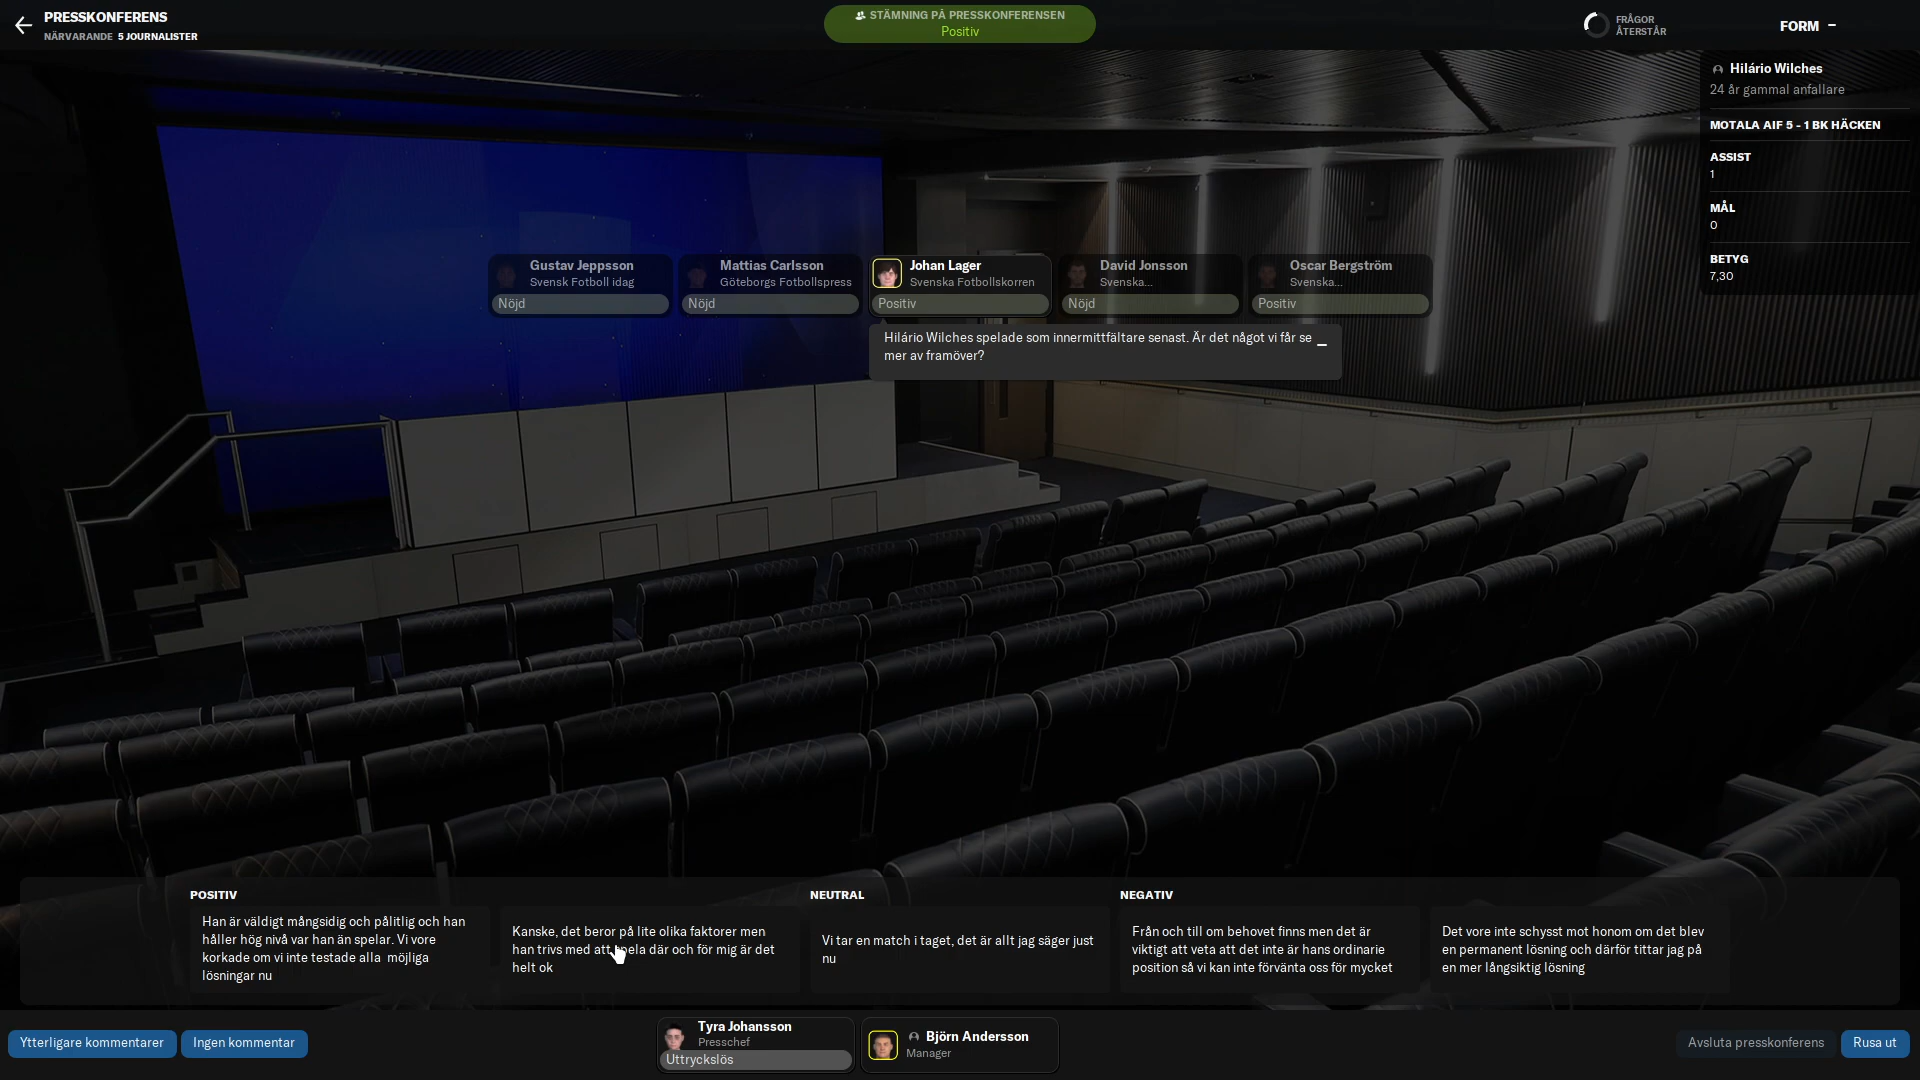 PRESSKONFERENS
NÄRVARANDE 5 JOURNALISTER
STÄMNING PÅ PRESSKONFERENSEN
Positiv
FRÅGOR
ÅTERSTÅR
FORM –
Hilário Wilches
24 år gammal anfallare
MOTALA AIF 5 - 1 BK HÄCKEN
ASSIST
1
MÅL
0
BETYG
7,30
Gustav Jeppsson
Svensk Fotboll idag
Nöjd
Mattias Carlsson
Göteborgs Fotbollspress
Nöjd
Johan Lager
Svenska Fotbollskorren
Positiv
David Jonsson
Svenska...
Nöjd
Oscar Bergström
Svenska...
Positiv
Hilário Wilches spelade som innermittfältare senast. Är det något vi får se
mer av framöver?
POSITIV
Han är väldigt mångsidig och pålitlig och han
håller hög nivå var han än spelar. Vi vore
korkade om vi inte testade alla  möjliga
lösningar nu
Kanske, det beror på lite olika faktorer men
han trivs med att spela där och för mig är det
helt ok
NEUTRAL
Vi tar en match i taget, det är allt jag säger just
nu
NEGATIV
Från och till om behovet finns men det är
viktigt att veta att det inte är hans ordinarie
position så vi kan inte förvänta oss för mycket
Det vore inte schysst mot honom om det blev
en permanent lösning och därför tittar jag på
en mer långsiktig lösning
Ytterligare kommentarer
Ingen kommentar
Tyra Johansson
Presschef
Uttryckslös
Björn Andersson
Manager
Avsluta presskonferens
Rusa ut